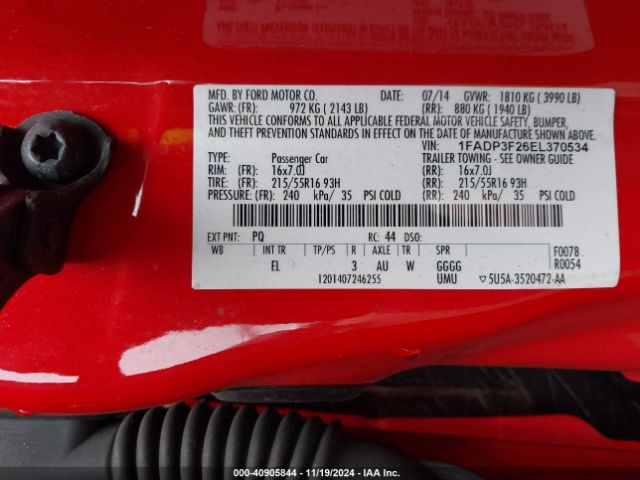 MFD. BY FORD MOTOR CO. DATE: 07/14 GVWR: 1810 KG ( 3990 LB)
GAWR: (FR): 972 KG ( 2143 LB) (RR): 880 KG ( 1940 LB)
THIS VEHICLE CONFORMS TO ALL APPLICABLE FEDERAL MOTOR VEHICLE SAFETY, BUMPER,
AND THEFT PREVENTION STANDARDS IN EFFECT ON THE DATE OF MANUFACTURE SHOWN ABOVE.
VIN: 1FADP3F26EL370534
TYPE: Passenger Car TRAILER TOWING - SEE OWNER GUIDE
RIM: (FR): 16x7.0J (RR): 16x7.0J
TIRE: (FR): 215/55R16 93H (RR): 215/55R16 93H
PRESSURE: (FR): 240 kPa/ 35 PSI COLD (RR): 240 kPa/ 35 PSI COLD
EXT PNT: PQ RC: 44 DSO:
WB INT TR TP/PS R AXLE TR SPR F0078
EL 3 AU W GGGG R0054
1201407246255 UMU ▽5U5A-3520472-AA
000-40905844 - 11/19/2024 - IAA Inc.